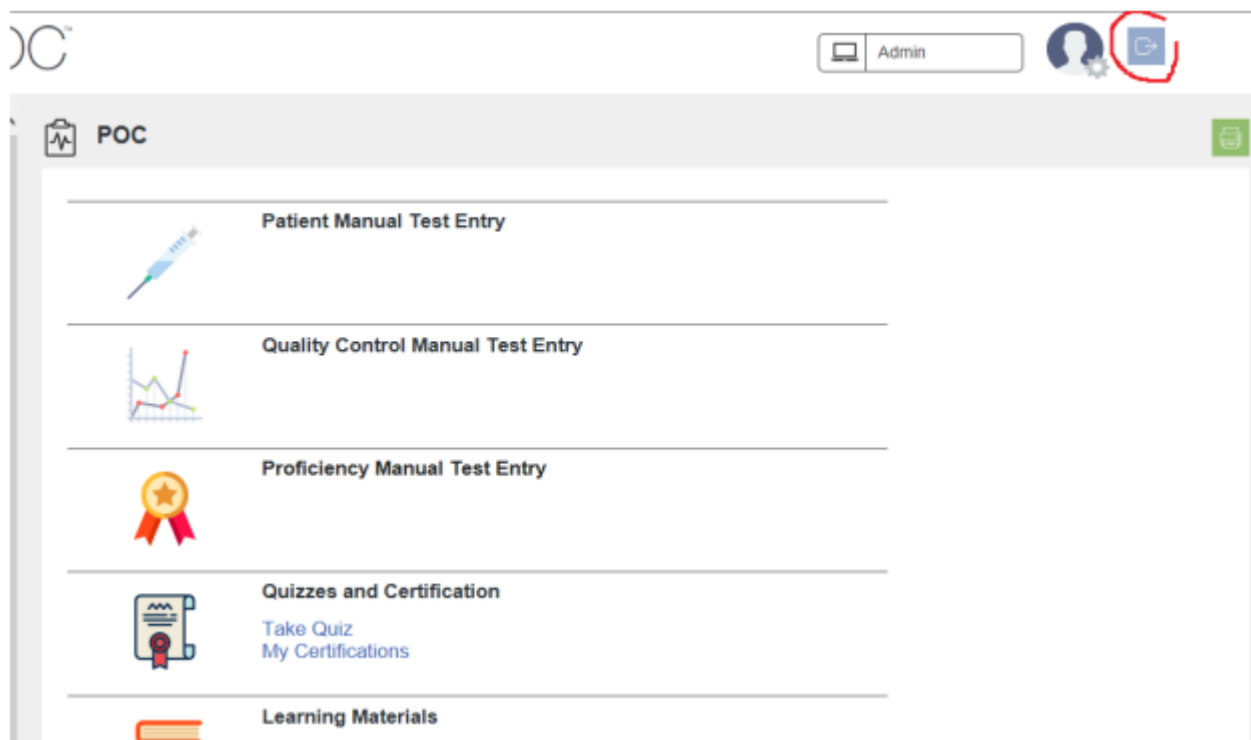 OC™
Admin
POC
Patient Manual Test Entry
Quality Control Manual Test Entry
Proficiency Manual Test Entry
Quizzes and Certification
Take Quiz
My Certifications
Learning Materials